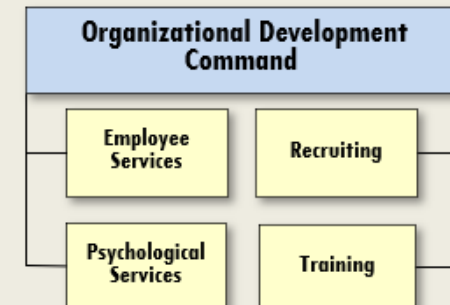 Organizational Development
Command
Employee
Services
Recruiting
Psychological
Services
Training